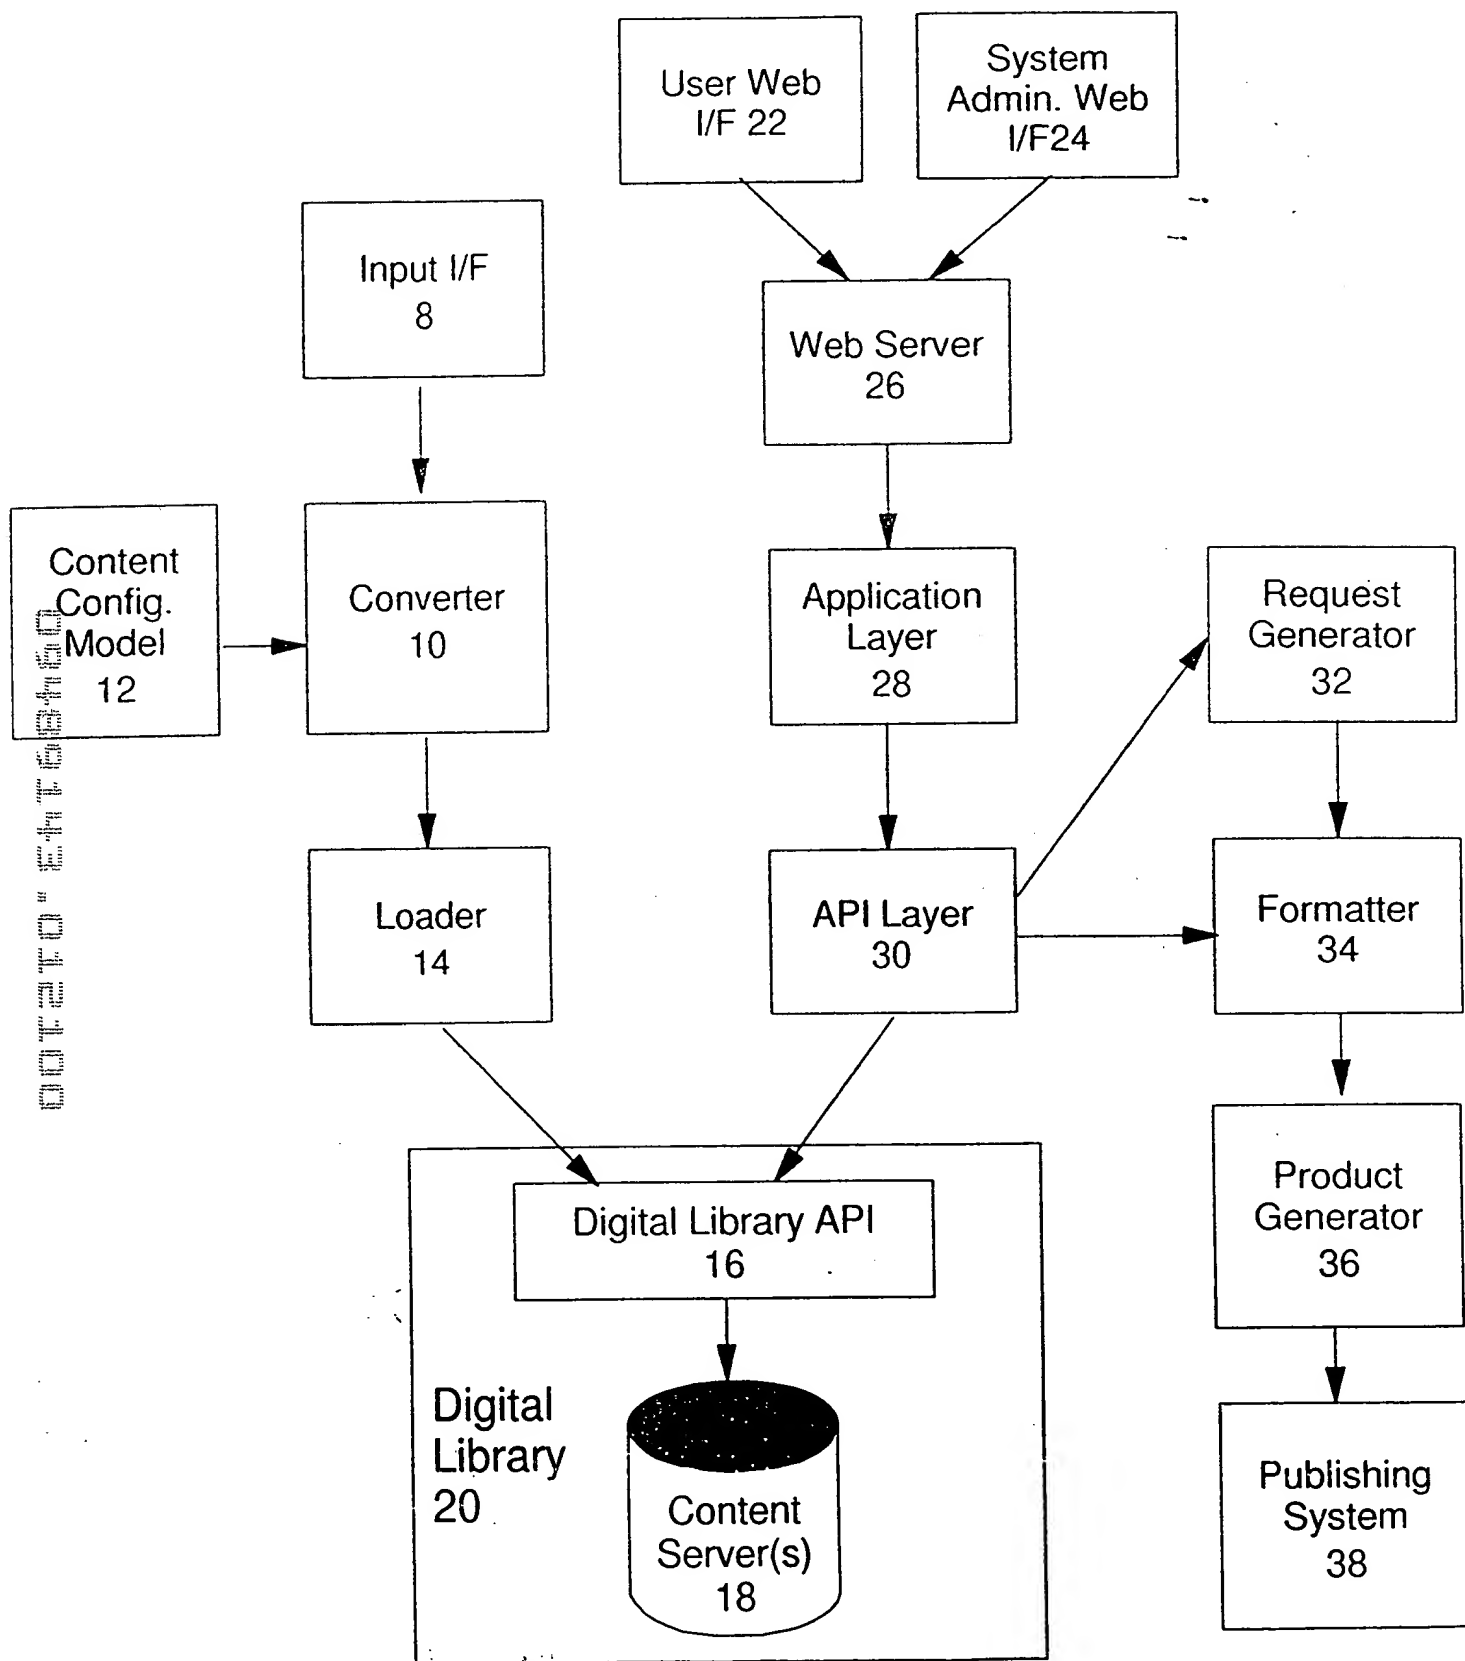 User Web
I/F 22
System
Admin. Web
I/F24
Input I/F
8
Web Server
26
Content
Config.
Model
12
Converter
10
Application
Layer
28
Request
Generator
32
Loader
14
API Layer
30
Formatter
34
Digital Library API
16
Product
Generator
36
Digital
Library
20
Content
Server(s)
18
Publishing
System
38